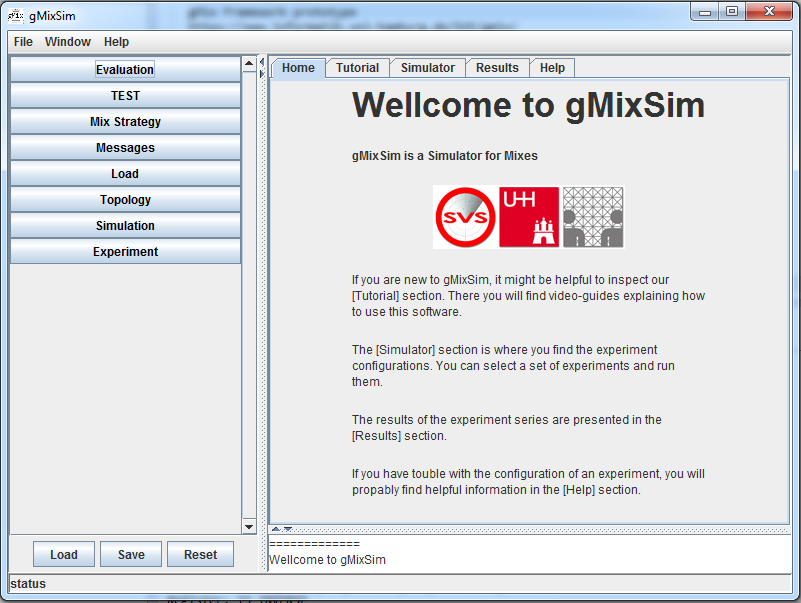 gMixSim
File Window Help
Evaluation
TEST
Mix Strategy
Messages
Load
Topology
Simulation
Experiment
Load Save Reset
Home Tutorial Simulator Results Help
Wellcome to gMixSim
gMixSim is a Simulator for Mixes
SVS
UHH
If you are new to gMixSim, it might be helpful to inspect our
[Tutorial] section. There you will find video-guides explaining how
to use this software.
The [Simulator] section is where you find the experiment
configurations. You can select a set of experiments and run
them.
The results of the experiment series are presented in the
[Results] section.
If you have touble with the configuration of an experiment, you will
propably find helpful information in the [Help] section.
=============
Wellcome to gMixSim
status